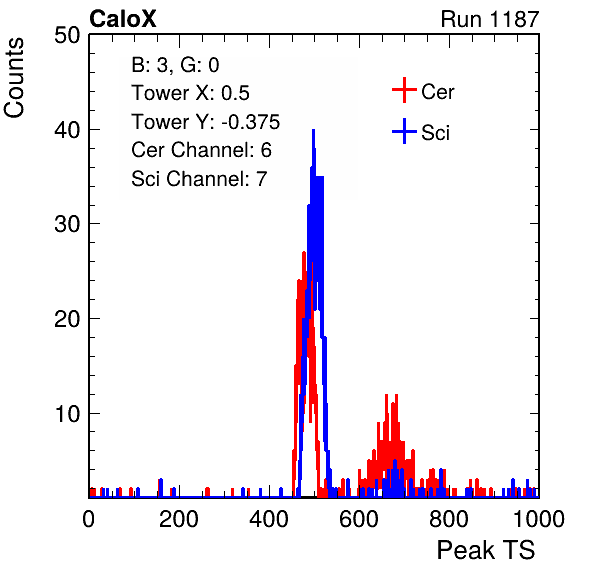 CaloX
Run 1187
Counts
B: 3, G: 0
Tower X: 0.5
Tower Y: -0.375
Cer Channel: 6
Sci Channel: 7
Cer
Sci
50
40
30
20
10
0 200 400 600 800 1000
Peak TS